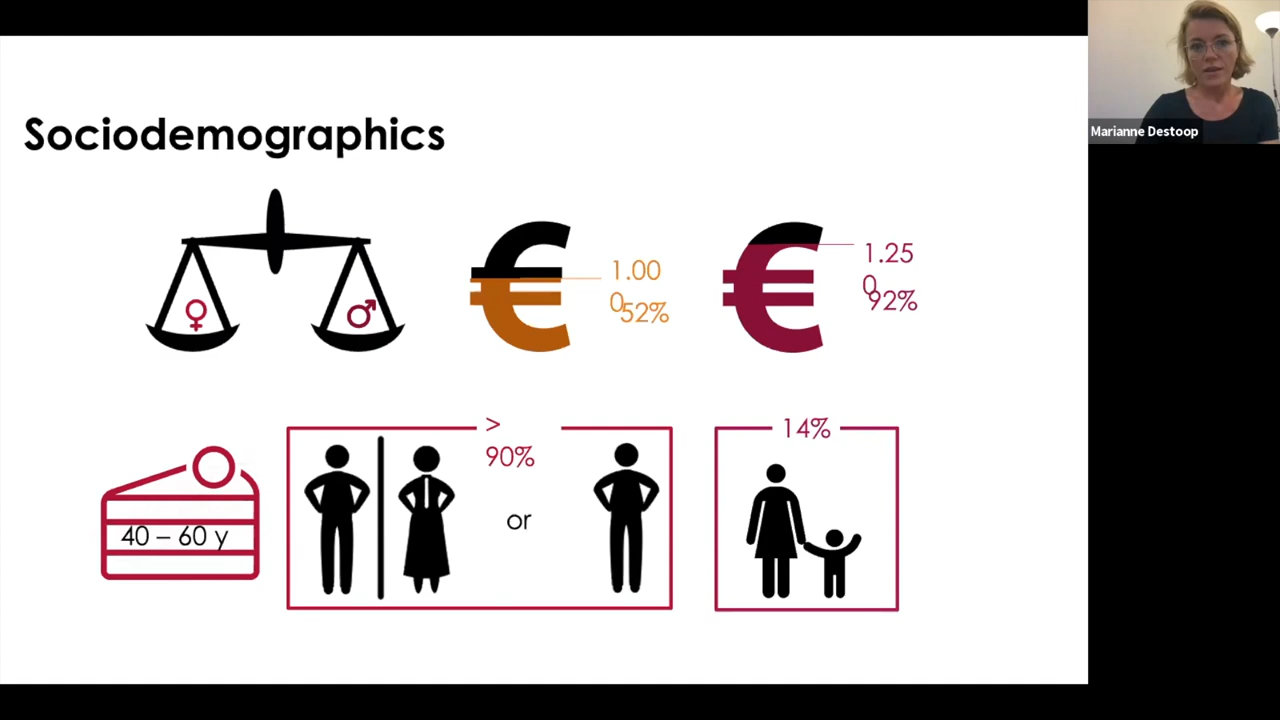 Marianne Destoop
Sociodemographics
1.00
0
52%
1.25
0
92%
40 – 60 y
>
90%
or
14%